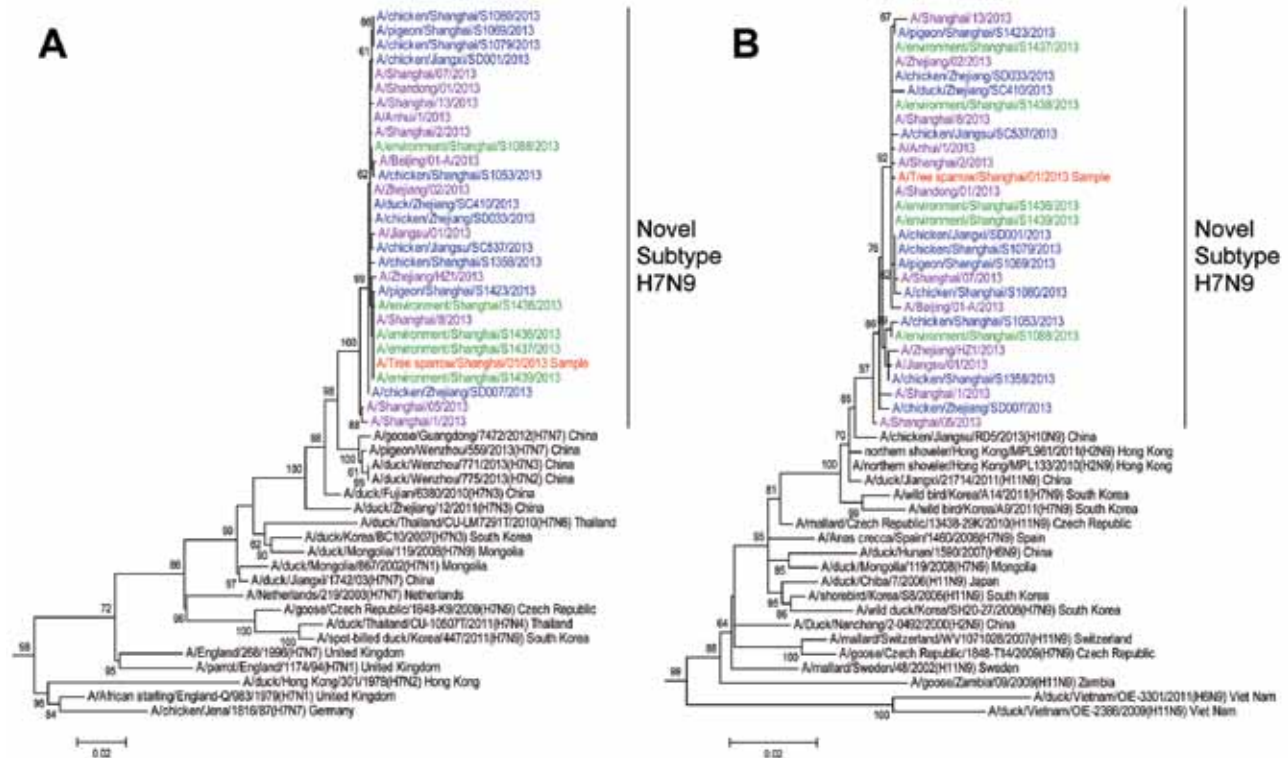 A
A/chicken/Shanghai/S1080/2013
A/pigeon/Shanghai/S1069/2013
A/chicken/Shanghai/S1079/2013
A/chicken/Jiangxi/SD001/2013
A/Shanghai/07/2013
A/Shandong/01/2013
A/Shanghai/13/2013
A/Anhui/1/2013
A/Shanghai/2/2013
A/environment/Shanghai/S1088/2013
A/Beijing/01-A/2013
A/chicken/Shanghai/S1053/2013
A/Zhejiang/02/2013
A/duck/Zhejiang/SC410/2013
A/chicken/Zhejiang/SD033/2013
A/Jiangsu/01/2013
A/chicken/Jiangsu/SC537/2013
A/chicken/Shanghai/S1358/2013
A/Zhejiang/HZ1/2013
A/pigeon/Shanghai/S1423/2013
A/environment/Shanghai/S1438/2013
A/Shanghai/8/2013
A/environment/Shanghai/S1436/2013
A/environment/Shanghai/S1437/2013
A/Tree sparrow/Shanghai/01/2013 Sample
A/environment/Shanghai/S1439/2013
A/chicken/Zhejiang/SD007/2013
A/Shanghai/05/2013
A/Shanghai/1/2013
A/goose/Guangdong/7472/2012(H7N7) China
A/pigeon/Wenzhou/559/2013(H7N7) China
A/duck/Wenzhou/771/2013(H7N3) China
A/duck/Wenzhou/775/2013(H7N2) China
A/duck/Fujian/6380/2010(H7N3) China
A/duck/Zhejiang/12/2011(H7N3) China
A/duck/Thailand/CU-LM7291T/2010(H7N6) Thailand
A/duck/Korea/BC10/2007(H7N3) South Korea
A/duck/Mongolia/119/2008(H7N9) Mongolia
A/duck/Mongolia/867/2002(H7N1) Mongolia
A/duck/Jiangxi/1742/03(H7N7) China
A/Netherlands/219/2003(H7N7) Netherlands
A/goose/Czech Republic/1848-K9/2009(H7N9) Czech Republic
A/duck/Thailand/CU-10507T/2011(H7N4) Thailand
A/spot-billed duck/Korea/447/2011(H7N9) South Korea
A/England/268/1996(H7N7) United Kingdom
A/parrot/England/1174/94(H7N1) United Kingdom
A/duck/Hong Kong/301/1978(H7N2) Hong Kong
A/African starling/England-Q/983/1979(H7N1) United Kingdom
A/chicken/Jena/1816/87(H7N7) Germany
0.02
Novel
Subtype
H7N9
B
A/Shanghai/13/2013
A/pigeon/Shanghai/S1423/2013
A/environment/Shanghai/S1437/2013
A/Zhejiang/02/2013
A/chicken/Zhejiang/SD033/2013
A/duck/Zhejiang/SC410/2013
A/environment/Shanghai/S1438/2013
A/Shanghai/8/2013
A/chicken/Jiangsu/SC537/2013
A/Anhui/1/2013
A/Shanghai/2/2013
A/Tree sparrow/Shanghai/01/2013 Sample
A/Shandong/01/2013
A/environment/Shanghai/S1436/2013
A/environment/Shanghai/S1439/2013
A/chicken/Jiangxi/SD001/2013
A/chicken/Shanghai/S1079/2013
A/pigeon/Shanghai/S1069/2013
A/Shanghai/07/2013
A/chicken/Shanghai/S1080/2013
A/Beijing/01-A/2013
A/chicken/Shanghai/S1053/2013
A/environment/Shanghai/S1088/2013
A/Zhejiang/HZ1/2013
A/Jiangsu/01/2013
A/chicken/Shanghai/S1358/2013
A/Shanghai/1/2013
A/chicken/Zhejiang/SD007/2013
A/Shanghai/05/2013
A/chicken/Jiangsu/RD5/2013(H10N9) China
northern shoveler/Hong Kong/MPL961/2011(H2N9) Hong Kong
A/northern shoveler/Hong Kong/MPL133/2010(H2N9) Hong Kong
A/duck/Jiangxi/21714/2011(H11N9) China
A/wild bird/Korea/A14/2011(H7N9) South Korea
A/wild bird/Korea/A9/2011(H7N9) South Korea
A/mallard/Czech Republic/13438-29K/2010(H11N9) Czech Republic
A/Anas crecca/Spain/1460/2008(H7N9) Spain
A/duck/Hunan/1590/2007(H6N9) China
A/duck/Mongolia/119/2008(H7N9) Mongolia
A/duck/Chiba/7/2006(H11N9) Japan
A/shorebird/Korea/S8/2006(H11N9) South Korea
A/wild duck/Korea/SH20-27/2008(H7N9) South Korea
A/Duck/Nanchang/2-0492/2000(H2N9) China
A/mallard/Switzerland/WV1071028/2007(H11N9) Switzerland
A/goose/Czech Republic/1848-T14/2009(H7N9) Czech Republic
A/mallard/Sweden/48/2002(H11N9) Sweden
A/goose/Zambia/09/2009(H11N9) Zambia
A/duck/Vietnam/OIE-3301/2011(H6N9) Viet Nam
A/duck/Vietnam/OIE-2386/2009(H11N9) Viet Nam
0.02
Novel
Subtype
H7N9